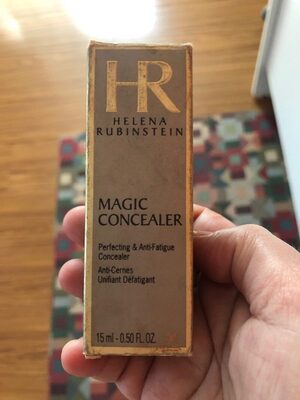 HR
HELENA
RUBINSTEIN
MAGIC
CONCEALER
Perfecting & Anti-Fatigue
Concealer
Anti-Cernes
Unifiant Défatigant
15 ml - 0.50 FL.OZ.